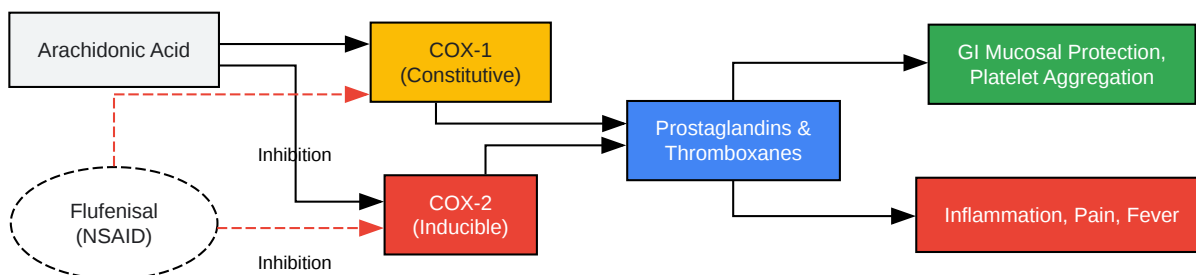 Arachidonic Acid
COX-1
(Constitutive)
GI Mucosal Protection,
Platelet Aggregation
Prostaglandins &
Thromboxanes
Inhibition
Flufenisal
(NSAID)
COX-2
(Inducible)
Inflammation, Pain, Fever
Inhibition